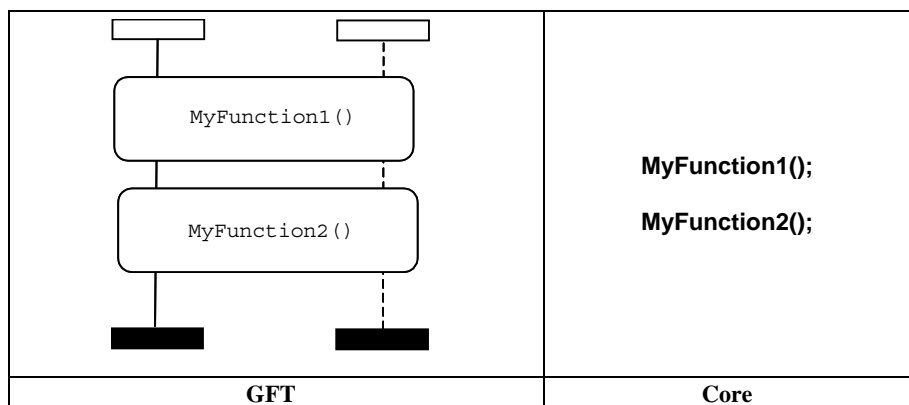 MyFunction1()
MyFunction2()
MyFunction1();
MyFunction2();
GFT
Core